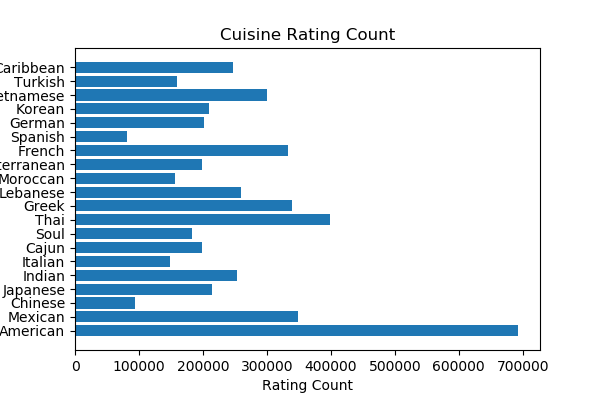 Cuisine Rating Count
Caribbean
Turkish
etnamese
Korean
German
Spanish
French
terranean
Moroccan
Lebanese
Greek
Thai
Soul
Cajun
Italian
Indian
Japanese
Chinese
Mexican
American
0 100000 200000 300000 400000 500000 600000 700000
Rating Count